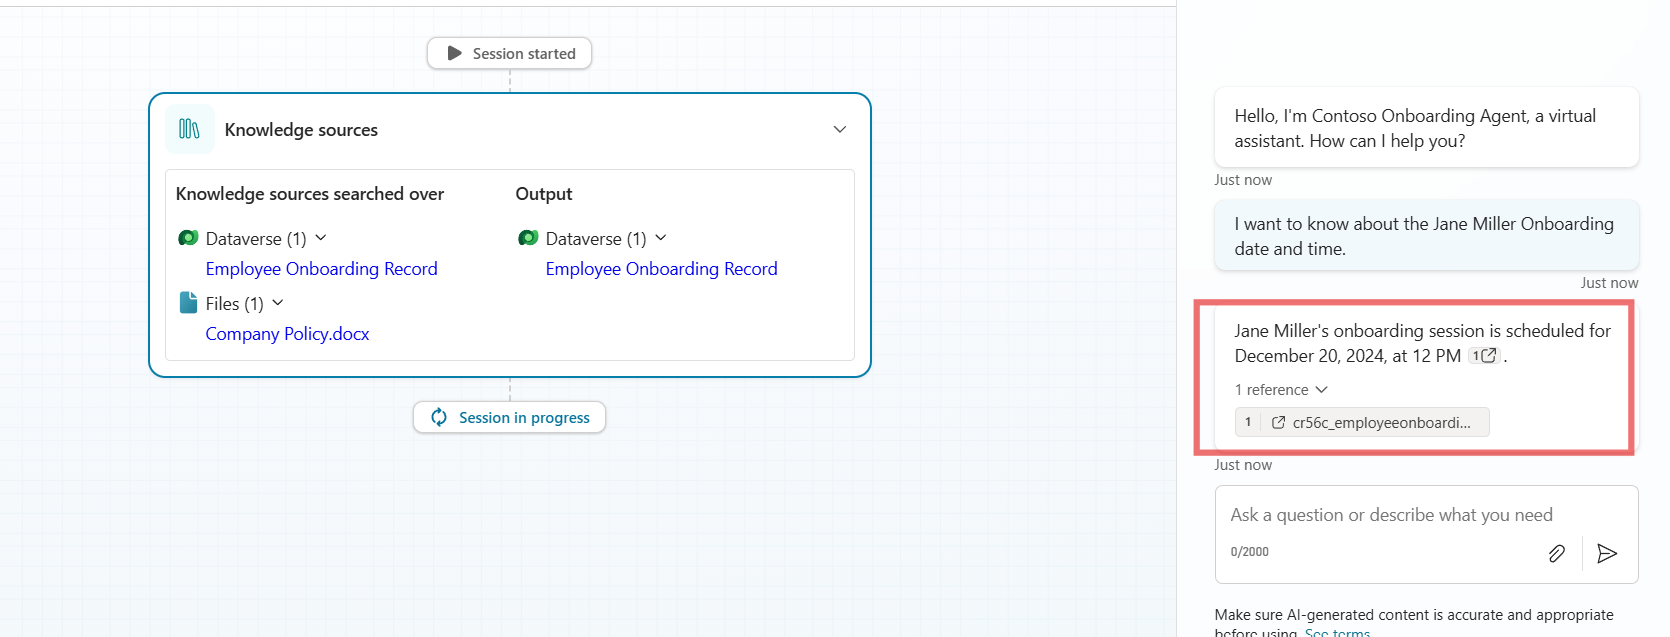 Session started
Knowledge sources
Knowledge sources searched over
Output
Dataverse (1)
Employee Onboarding Record
Dataverse (1)
Employee Onboarding Record
Files (1)
Company Policy.docx
Session in progress
Hello, I'm Contoso Onboarding Agent, a virtual
assistant. How can I help you?
Just now
I want to know about the Jane Miller Onboarding
date and time.
Just now
Jane Miller's onboarding session is scheduled for
December 20, 2024, at 12 PM 1 .
1 reference
1 cr56c_employeeonboardi...
Just now
Ask a question or describe what you need
0/2000
Make sure AI-generated content is accurate and appropriate
before using. See terms